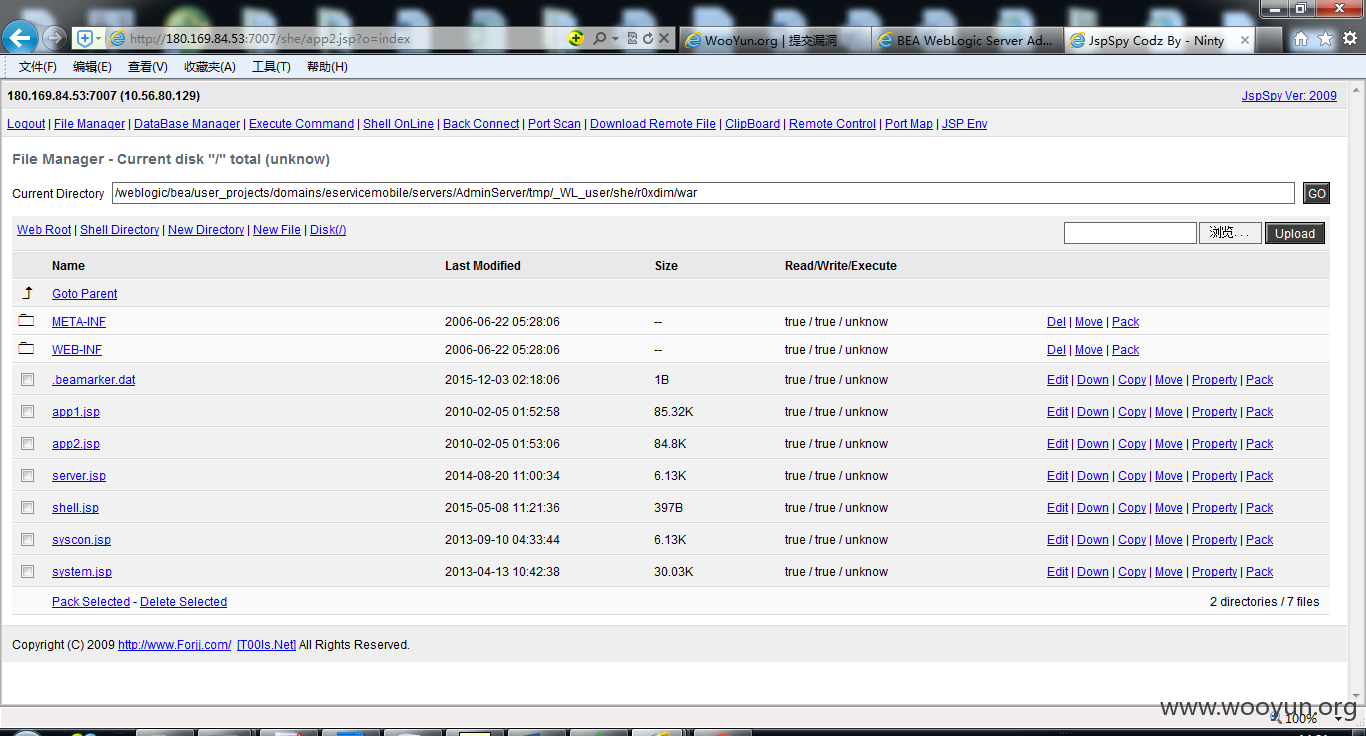 http://180.169.84.53:7007/she/app2.jsp?o=index
WooYun.org | 提交漏洞
BEA WebLogic Server Ad...
JspSpy Codz By - Ninty
文件(F) 编辑(E) 查看(V) 收藏夹(A) 工具(T) 帮助(H)
180.169.84.53:7007 (10.56.80.129) JspSpy Ver: 2009
Logout | File Manager | DataBase Manager | Execute Command | Shell OnLine | Back Connect | Port Scan | Download Remote File | ClipBoard | Remote Control | Port Map | JSP Env
File Manager - Current disk "/" total (unknow)
Current Directory /weblogic/bea/user_projects/domains/eservicemobile/servers/AdminServer/tmp/_WL_user/she/r0xdim/war GO
Web Root | Shell Directory | New Directory | New File | Disk(/) 浏览... Upload
Name Last Modified Size Read/Write/Execute
Goto Parent
META-INF 2006-06-22 05:28:06 -- true / true / unknow Del | Move | Pack
WEB-INF 2006-06-22 05:28:06 -- true / true / unknow Del | Move | Pack
.beamarker.dat 2015-12-03 02:18:06 1B true / true / unknow Edit | Down | Copy | Move | Property | Pack
app1.jsp 2010-02-05 01:52:58 85.32K true / true / unknow Edit | Down | Copy | Move | Property | Pack
app2.jsp 2010-02-05 01:53:06 84.8K true / true / unknow Edit | Down | Copy | Move | Property | Pack
server.jsp 2014-08-20 11:00:34 6.13K true / true / unknow Edit | Down | Copy | Move | Property | Pack
shell.jsp 2015-05-08 11:21:36 397B true / true / unknow Edit | Down | Copy | Move | Property | Pack
syscon.jsp 2013-09-10 04:33:44 6.13K true / true / unknow Edit | Down | Copy | Move | Property | Pack
system.jsp 2013-04-13 10:42:38 30.03K true / true / unknow Edit | Down | Copy | Move | Property | Pack
Pack Selected - Delete Selected 2 directories / 7 files
Copyright (C) 2009 http://www.Forjj.com/ [T00ls.Net] All Rights Reserved.
www.wooyun.org
100%